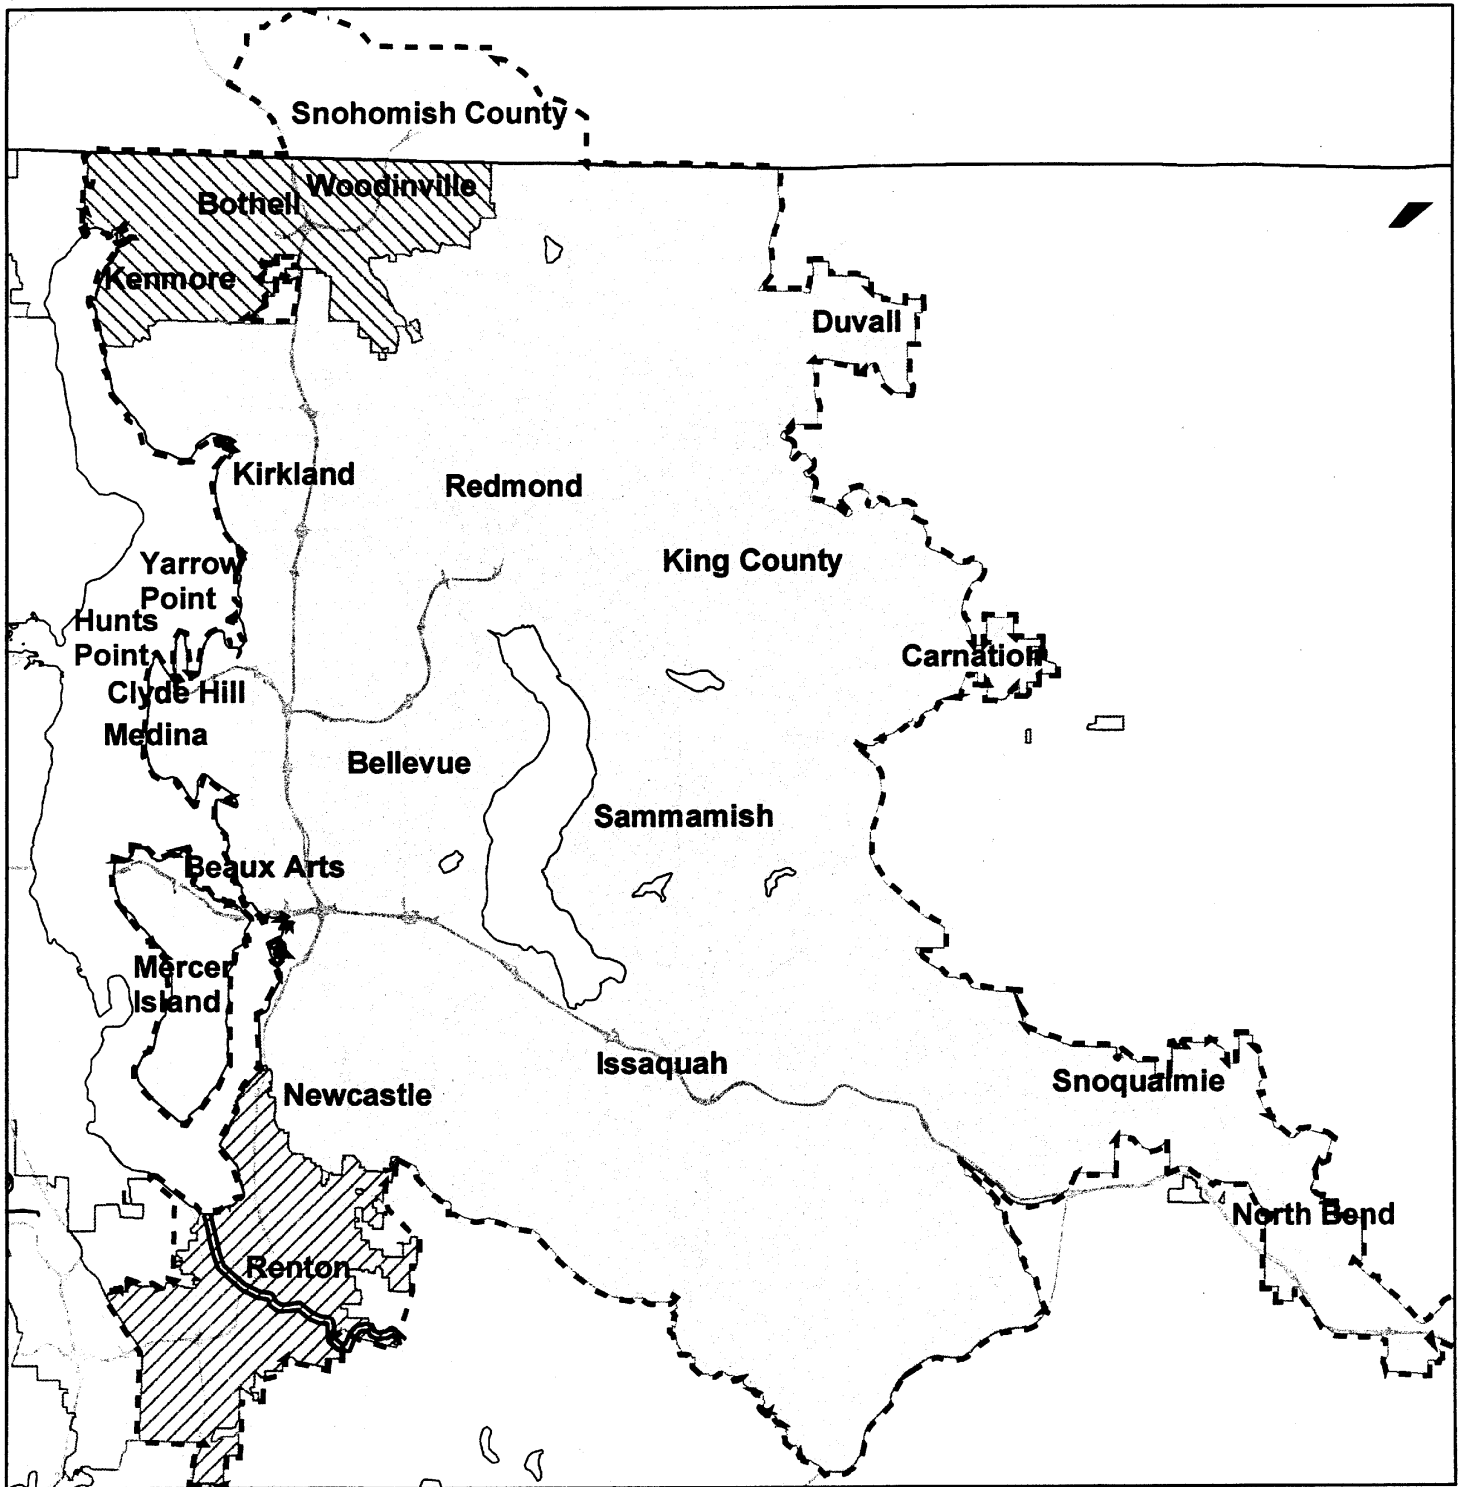 Snohomish County
Woodinville
Bothell
Kenmore
Duvall
Kirkland
Redmond
King County
Yarrow
Point
Hunts
Point
Carnation
Clyde Hill
Medina
Bellevue
Sammamish
Beaux Arts
Mercer
Island
Issaquah
Snoqualmie
Newcastle
North Bend
Renton